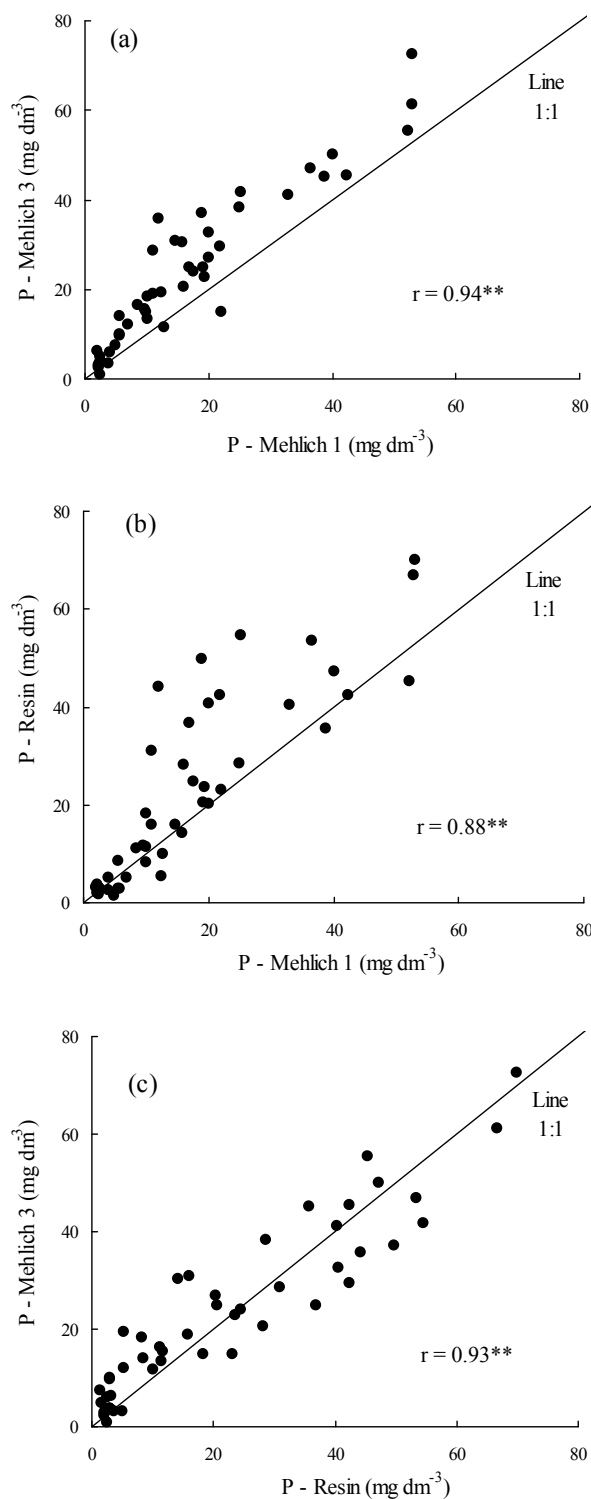 (a)
80
60
40
20
0
P - Mehlich 3 (mg dm⁻³)
Line
1:1
r = 0.94**
0 20 40 60 80
P - Mehlich 1 (mg dm⁻³)
(b)
80
60
40
20
0
P - Resin (mg dm⁻³)
Line
1:1
r = 0.88**
0 20 40 60 80
P - Mehlich 1 (mg dm⁻³)
(c)
80
60
40
20
0
P - Mehlich 3 (mg dm⁻³)
Line
1:1
r = 0.93**
0 20 40 60 80
P - Resin (mg dm⁻³)